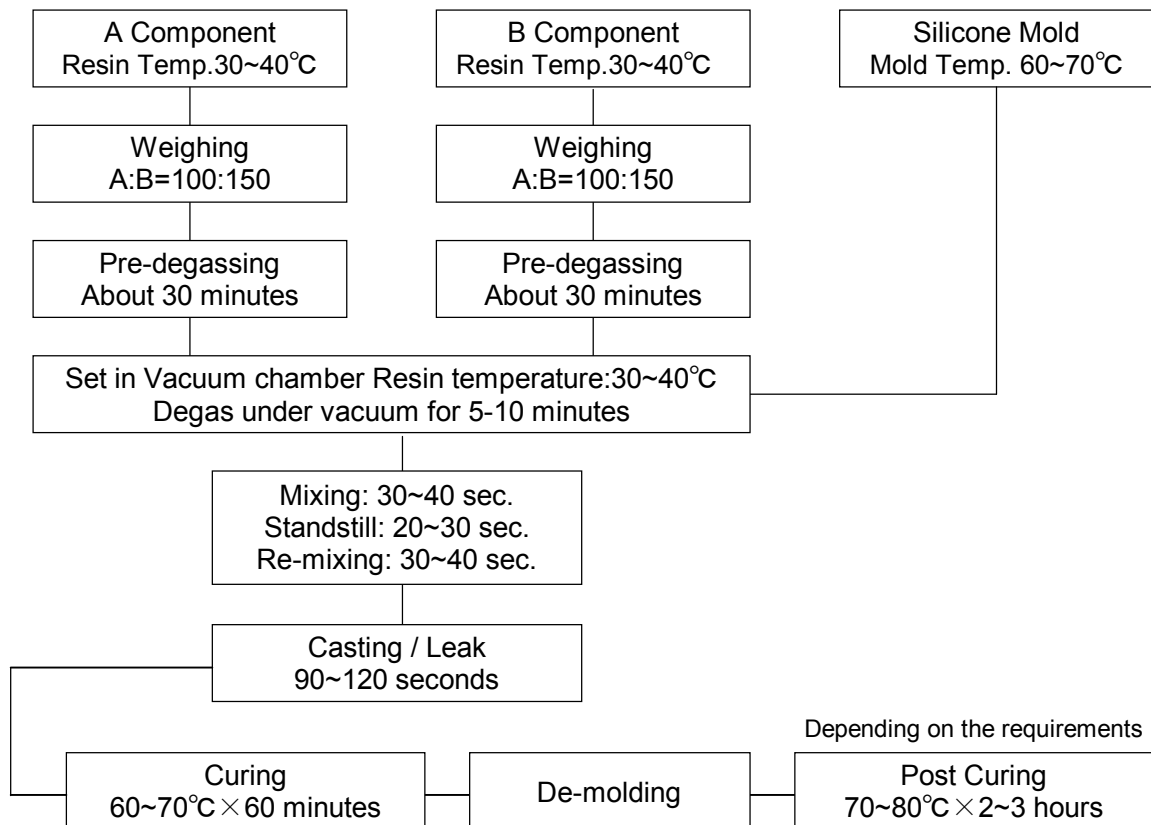 A Component
Resin Temp.30~40℃
B Component
Resin Temp.30~40℃
Silicone Mold
Mold Temp. 60~70℃
Weighing
A:B=100:150
Weighing
A:B=100:150
Pre-degassing
About 30 minutes
Pre-degassing
About 30 minutes
Set in Vacuum chamber Resin temperature:30~40℃
Degas under vacuum for 5-10 minutes
Mixing: 30~40 sec.
Standstill: 20~30 sec.
Re-mixing: 30~40 sec.
Casting / Leak
90~120 seconds
Depending on the requirements
Curing
60~70℃×60 minutes
De-molding
Post Curing
70~80℃×2~3 hours